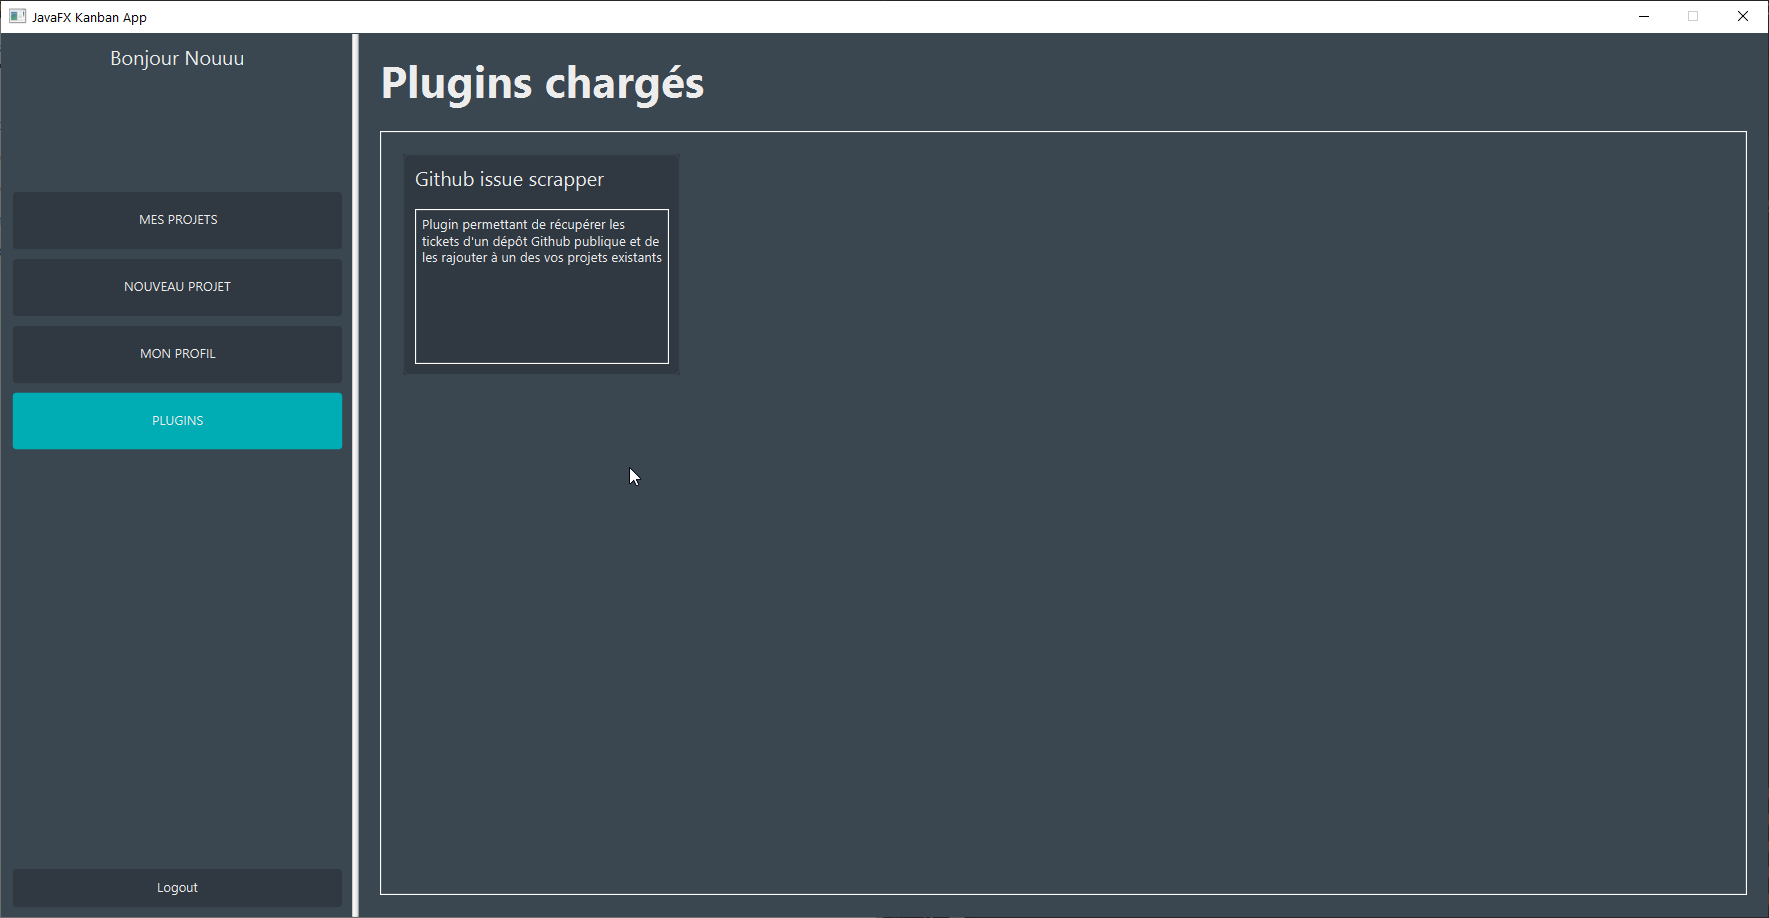 JavaFX Kanban App
Bonjour Nouuu
MES PROJETS
NOUVEAU PROJET
MON PROFIL
PLUGINS
Logout
Plugins chargés
Github issue scrapper
Plugin permettant de récupérer les
tickets d'un dépôt Github publique et de
les rajouter à un des vos projets existants